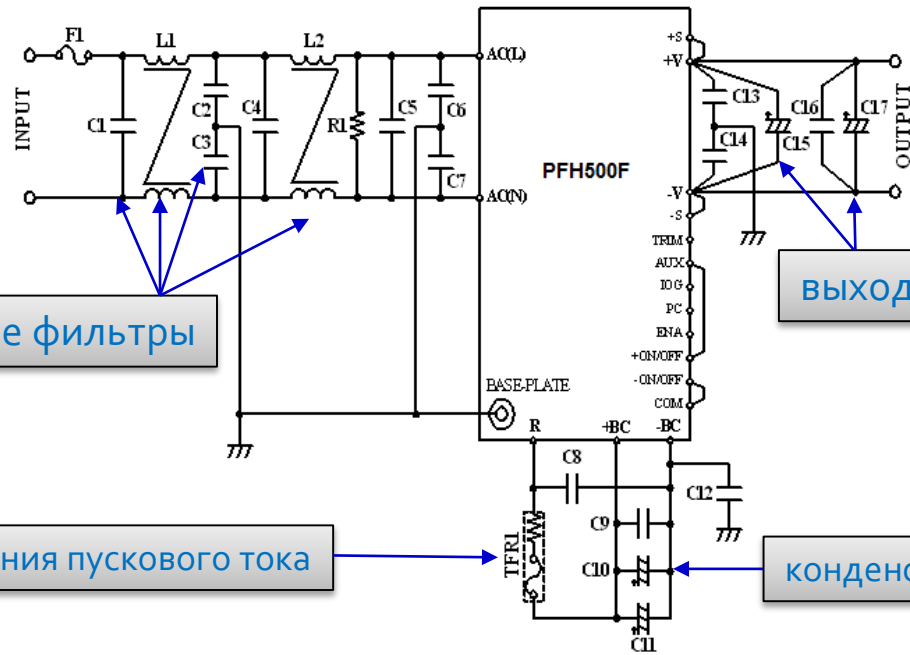 F1
L1
L2
INPUT
C1
C2
C3
C4
R1
C5
C6
C7
AC(L)
AC(N)
PFH500F
BASE-PLATE
R
+BC
-BC
+S
+V
-V
-S
TRIM
AUX
IOG
PC
ENA
+ON/OFF
-ON/OFF
COM
C13
C14
C15
C16
C17
OUTPUT
е фильтры
выход
C8
C9
C10
C11
C12
TFR1
ния пускового тока
конденс